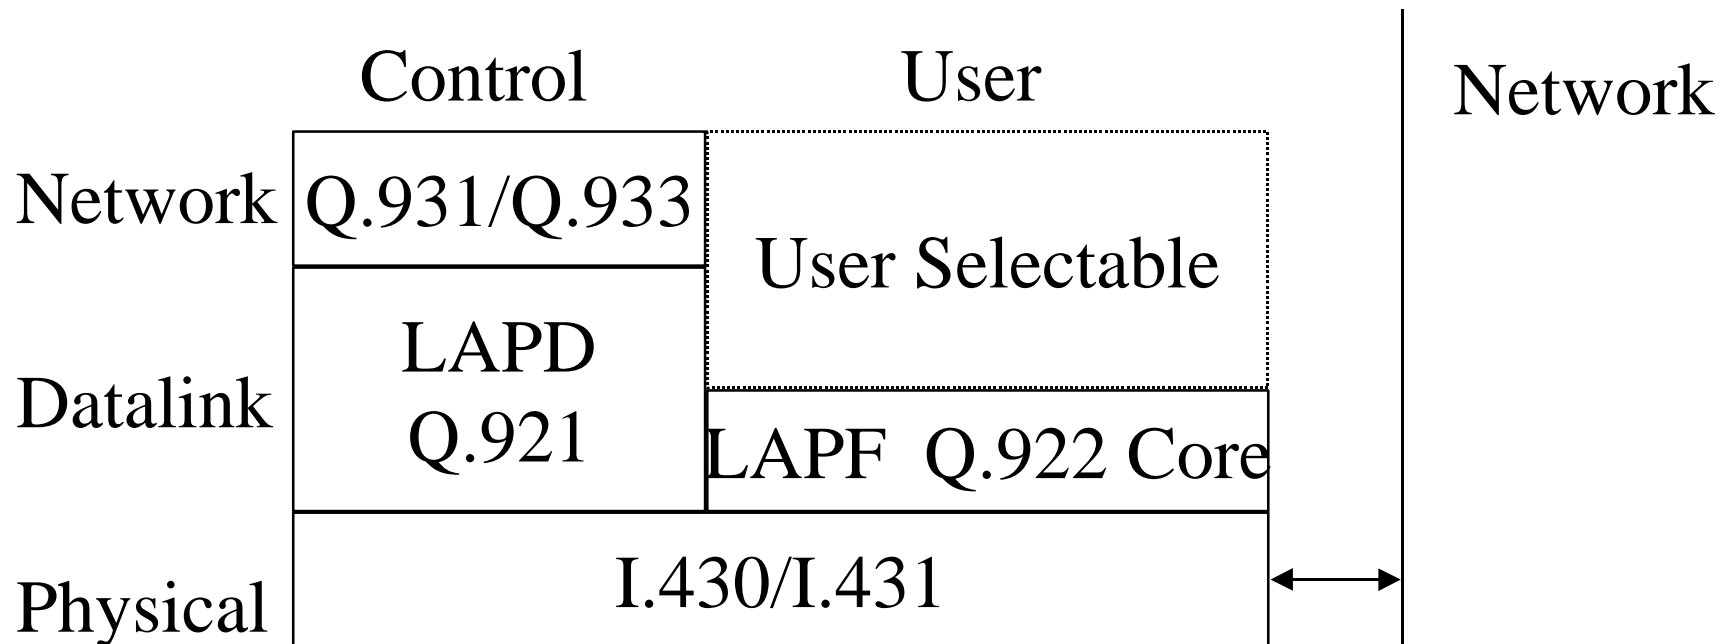 Control
User
Network
Network
Q.931/Q.933
User Selectable
LAPD
Datalink
Q.921
LAPF Q.922 Core
Physical
I.430/I.431